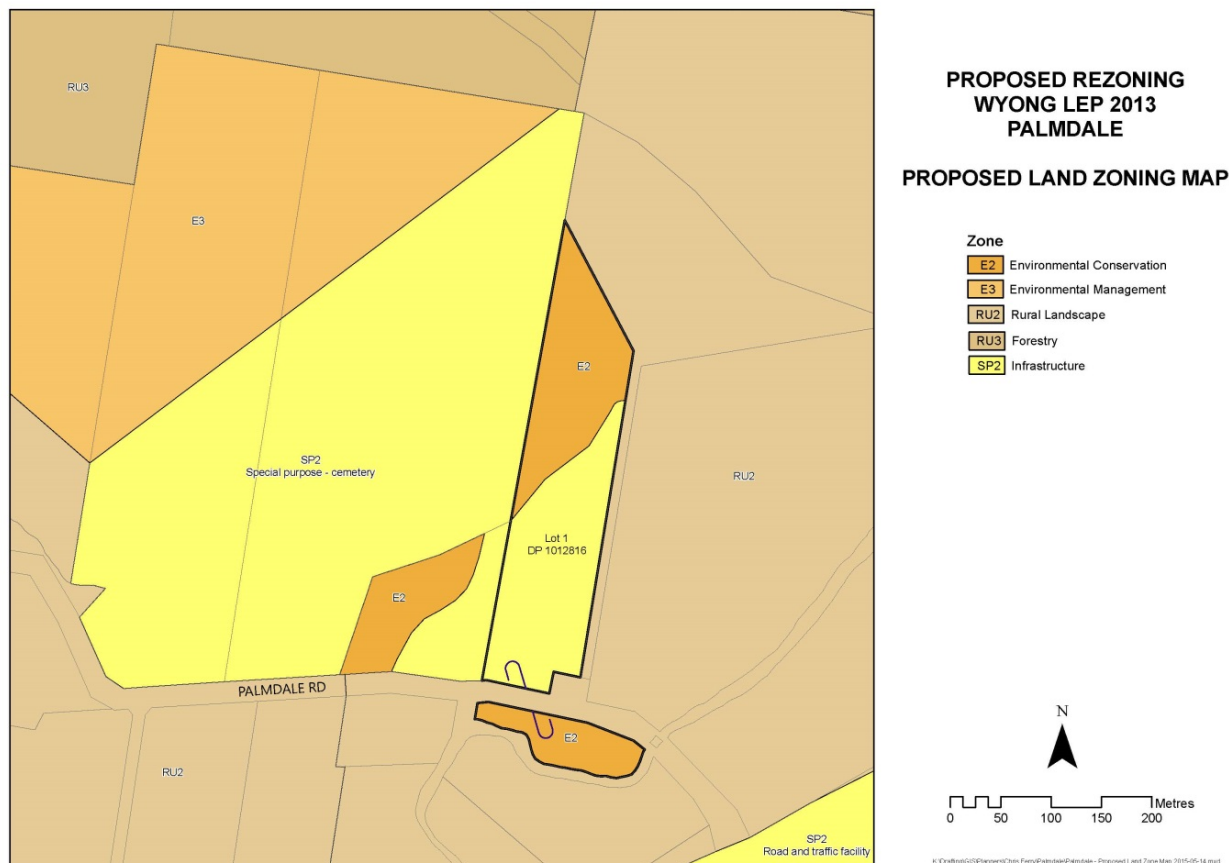 PROPOSED REZONING
WYONG LEP 2013
PALMDALE
PROPOSED LAND ZONING MAP
Zone
E2 Environmental Conservation
E3 Environmental Management
RU2 Rural Landscape
RU3 Forestry
SP2 Infrastructure
RU3
E3
E2
SP2
Special purpose - cemetery
RU2
Lot 1
DP 1012816
E2
PALMDALE RD
E2
RU2
SP2
Road and traffic facility
N
Metres
0 50 100 150 200